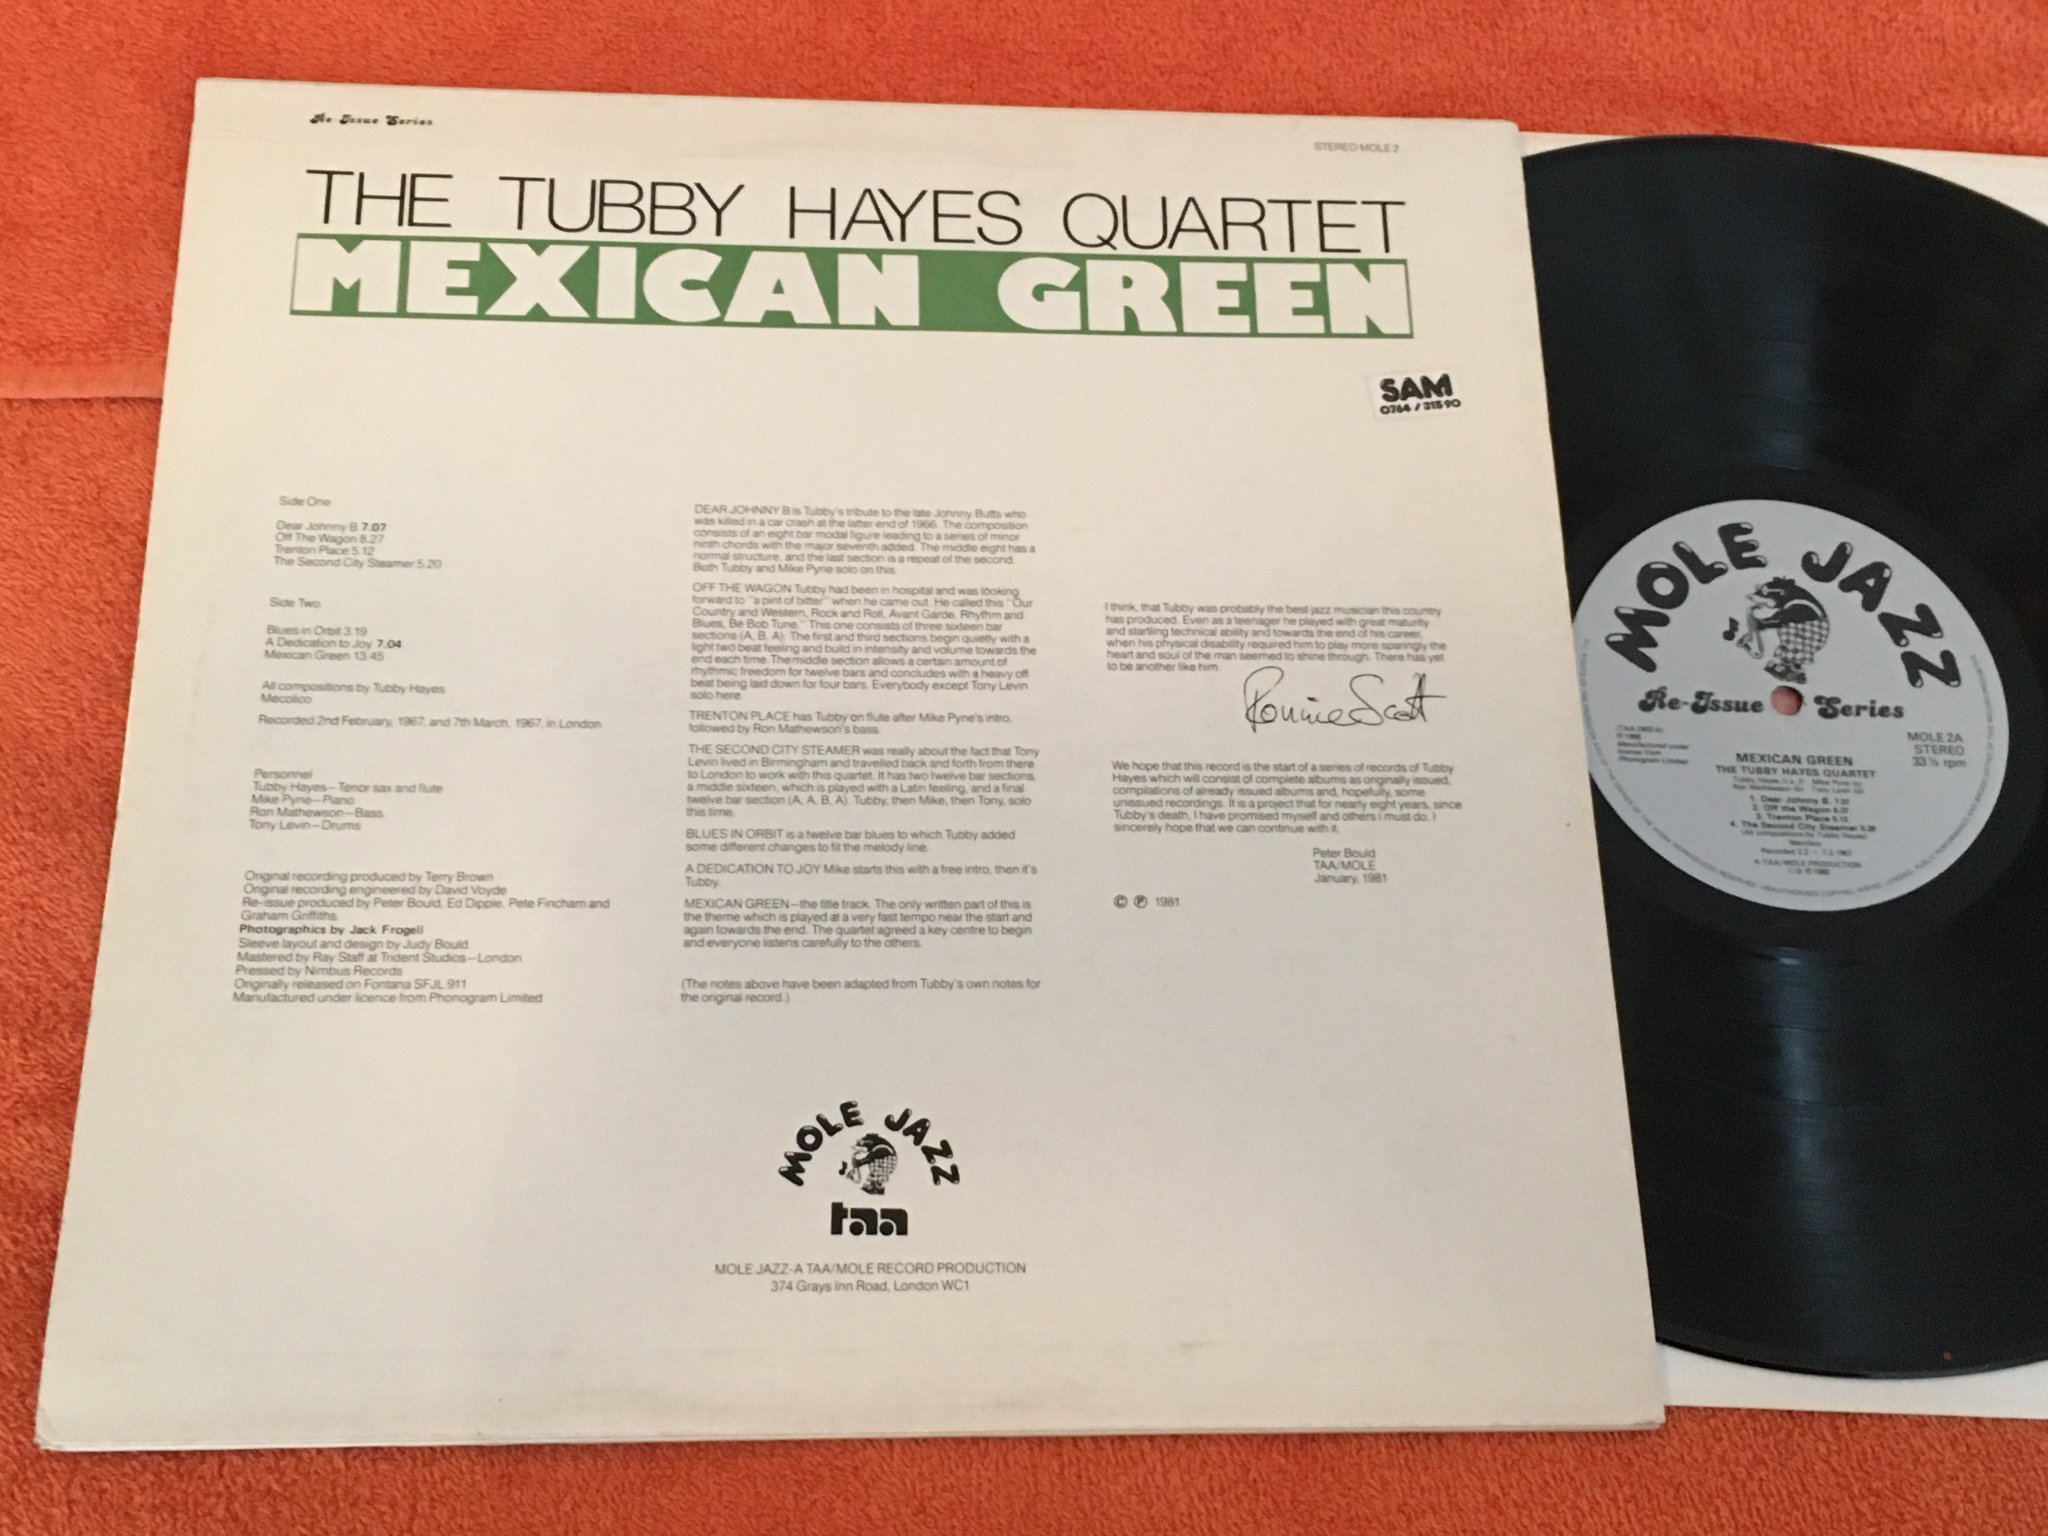 Re-Issue Series
STEREO MOLE 2
THE TUBBY HAYES QUARTET
MEXICAN GREEN
SAM
0764 / 31590
Side One
Dear Johnny B 7.07
Off The Wagon 8.27
Trenton Place 5.12
The Second City Steamer 5.20
Side Two
Blues in Orbit 3.19
A Dedication to Joy 7.04
Mexican Green 13.45
All compositions by Tubby Hayes
Mecolico
Recorded 2nd February, 1967, and 7th March, 1967, in London.
Personnel
Tubby Hayes—Tenor sax and flute
Mike Pyne—Piano
Ron Mathewson—Bass
Tony Levin—Drums
Original recording produced by Terry Brown
Original recording engineered by David Voyde
Re-issue produced by Peter Bould, Ed Dipple, Pete Fincham and
Graham Griffiths.
Photographics by Jack Frogell
Sleeve layout and design by Judy Bould.
Mastered by Ray Staff at Trident Studios—London
Pressed by Nimbus Records
Originally released on Fontana SFJL 911
Manufactured under licence from Phonogram Limited
DEAR JOHNNY B is Tubby's tribute to the late Johnny Butts who
was killed in a car crash at the latter end of 1966. The composition
consists of an eight bar modal figure leading to a series of minor
ninth chords with the major seventh added. The middle eight has a
normal structure, and the last section is a repeat of the second.
Both Tubby and Mike Pyne solo on this.
OFF THE WAGON Tubby had been in hospital and was looking
forward to "a pint of bitter" when he came out. He called this "Our
Country and Western, Rock and Roll, Avant Garde, Rhythm and
Blues, Be Bob Tune." This one consists of three sixteen bar
sections (A, B, A). The first and third sections begin quietly with a
light two beat feeling and build in intensity and volume towards the
end each time. The middle section allows a certain amount of
rhythmic freedom for twelve bars and concludes with a heavy off
beat being laid down for four bars. Everybody except Tony Levin
solo here.
TRENTON PLACE has Tubby on flute after Mike Pyne's intro,
followed by Ron Mathewson's bass.
THE SECOND CITY STEAMER was really about the fact that Tony
Levin lived in Birmingham and travelled back and forth from there
to London to work with this quartet. It has two twelve bar sections,
a middle sixteen, which is played with a Latin feeling, and a final
twelve bar section (A, A, B, A). Tubby, then Mike, then Tony, solo
this time.
BLUES IN ORBIT is a twelve bar blues to which Tubby added
some different changes to fit the melody line.
A DEDICATION TO JOY Mike starts this with a free intro, then it's
Tubby.
MEXICAN GREEN—the title track. The only written part of this is
the theme which is played at a very fast tempo near the start and
again towards the end. The quartet agreed a key centre to begin
and everyone listens carefully to the others.
(The notes above have been adapted from Tubby's own notes for
the original record.)
I think, that Tubby was probably the best jazz musician this country
has produced. Even as a teenager he played with great maturity
and startling technical ability and towards the end of his career,
when his physical disability required him to play more sparingly the
heart and soul of the man seemed to shine through. There has yet
to be another like him.
Ronnie Scott
We hope that this record is the start of a series of records of Tubby
Hayes which will consist of complete albums as originally issued,
compilations of already issued albums and, hopefully, some
unissued recordings. It is a project that for nearly eight years, since
Tubby's death, I have promised myself and others I must do. I
sincerely hope that we can continue with it.
Peter Bould
TAA/MOLE
January, 1981
© ℗ 1981
MOLE JAZZ
taa
MOLE JAZZ-A TAA/MOLE RECORD PRODUCTION
374 Grays Inn Road, London WC1
MOLE JAZZ
Re-Issue Series
Manufactured under
license from
Phonogram Limited
MOLE 2A
STEREO
33 ⅓ rpm
MEXICAN GREEN
THE TUBBY HAYES QUARTET
1. Dear Johnny B. 7.07
2. Off the Wagon 8.27
3. Trenton Place 5.12
4. The Second City Steamer 5.20
(All compositions by Tubby Hayes)
Mecolico
A TAA/MOLE PRODUCTION